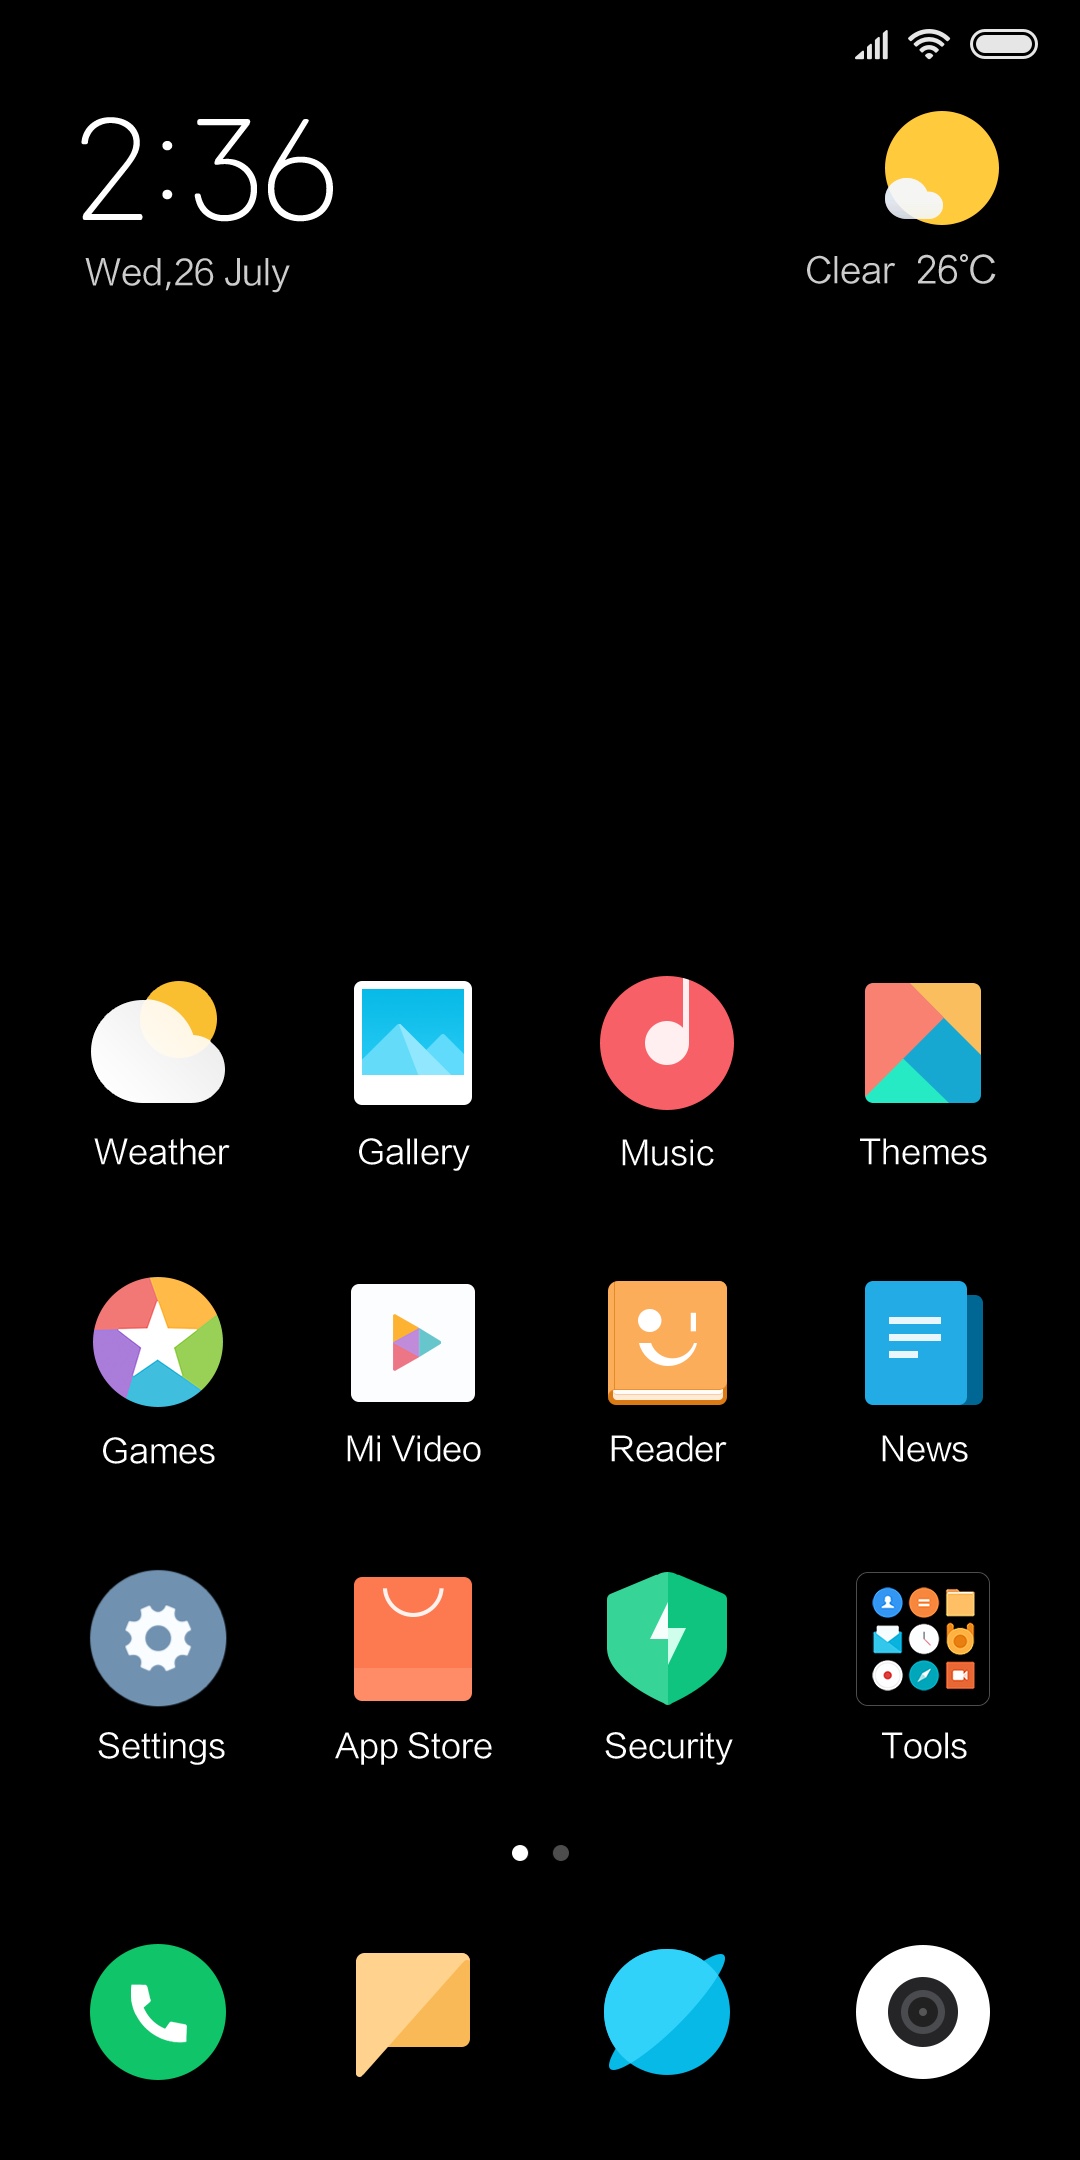 2:36
Wed,26 July
Clear 26°C
Weather
Gallery
Music
Themes
Games
Mi Video
Reader
News
Settings
App Store
Security
Tools